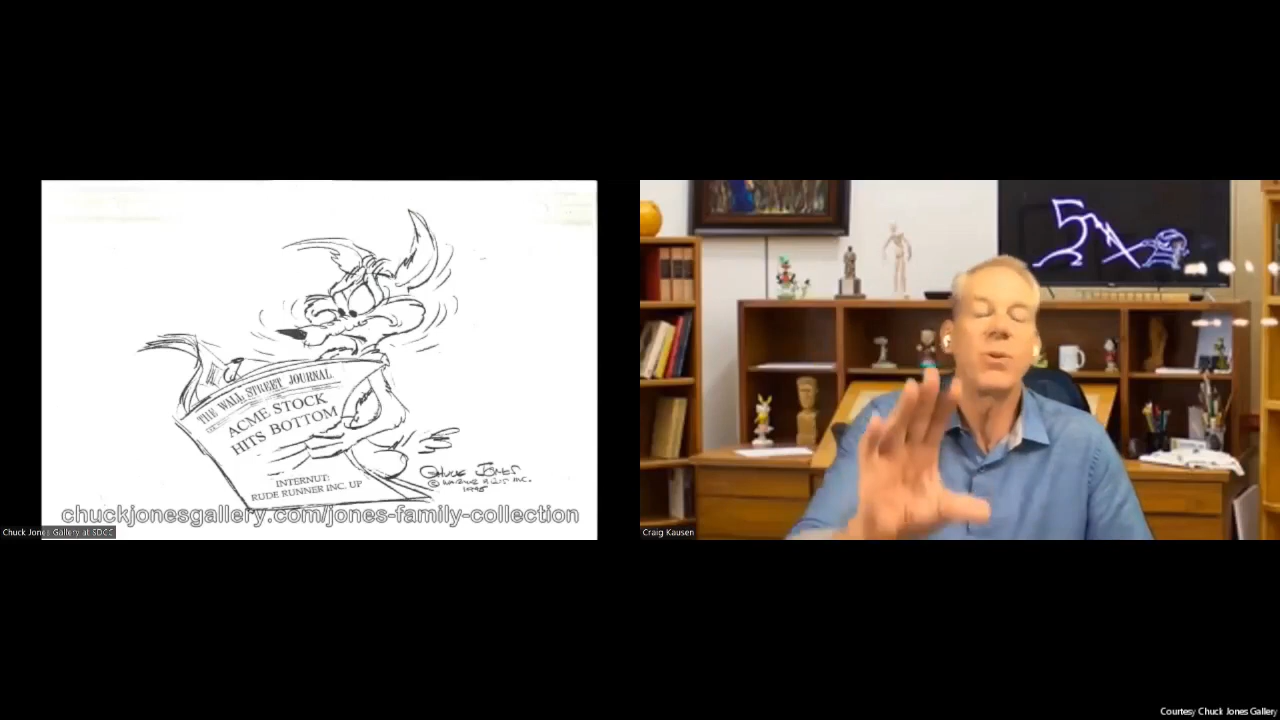 THE WALL STREET JOURNAL
ACME STOCK
HITS BOTTOM
INTERNUT:
RUDE RUNNER INC. UP
CHUCK JONES
chuckjonesgallery.com/jones-family-collection
Chuck Jones Gallery at SDCC
Craig Kausen
Courtesy Chuck Jones Gallery